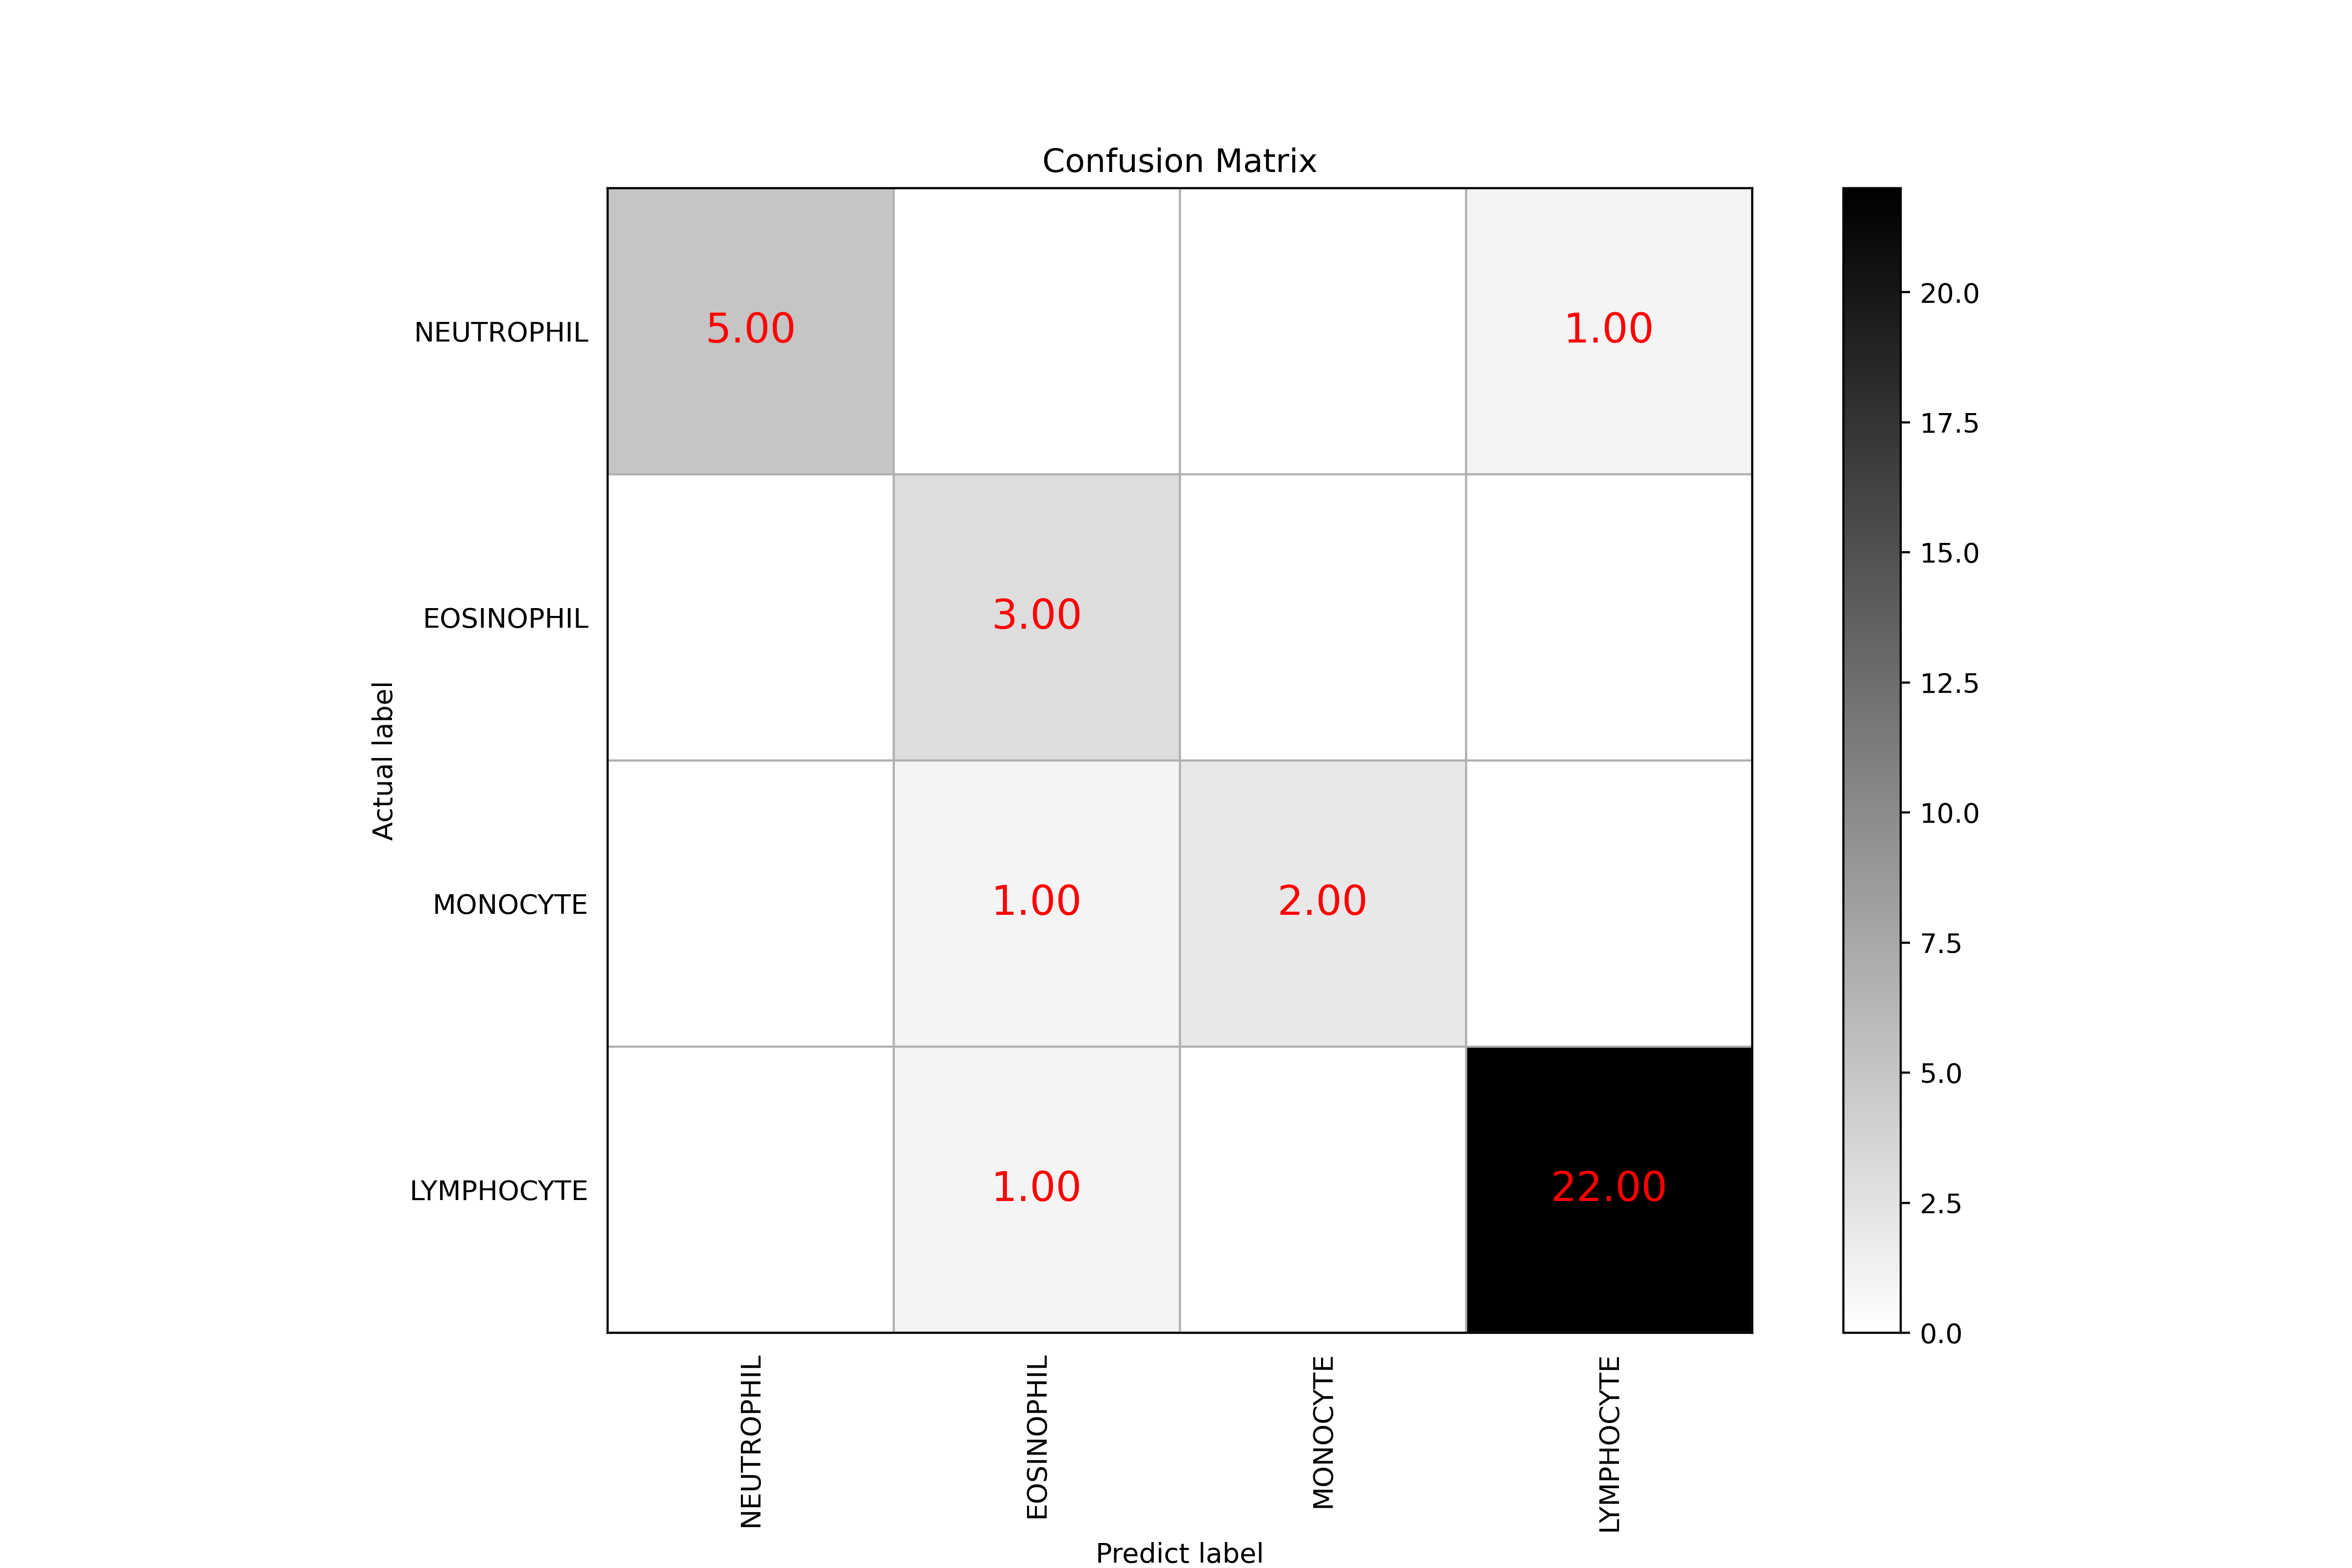 Confusion Matrix
NEUTROPHIL
5.00
1.00
EOSINOPHIL
3.00
MONOCYTE
1.00
2.00
LYMPHOCYTE
1.00
22.00
Actual label
NEUTROPHIL
EOSINOPHIL
MONOCYTE
LYMPHOCYTE
Predict label
20.0
17.5
15.0
12.5
10.0
7.5
5.0
2.5
0.0